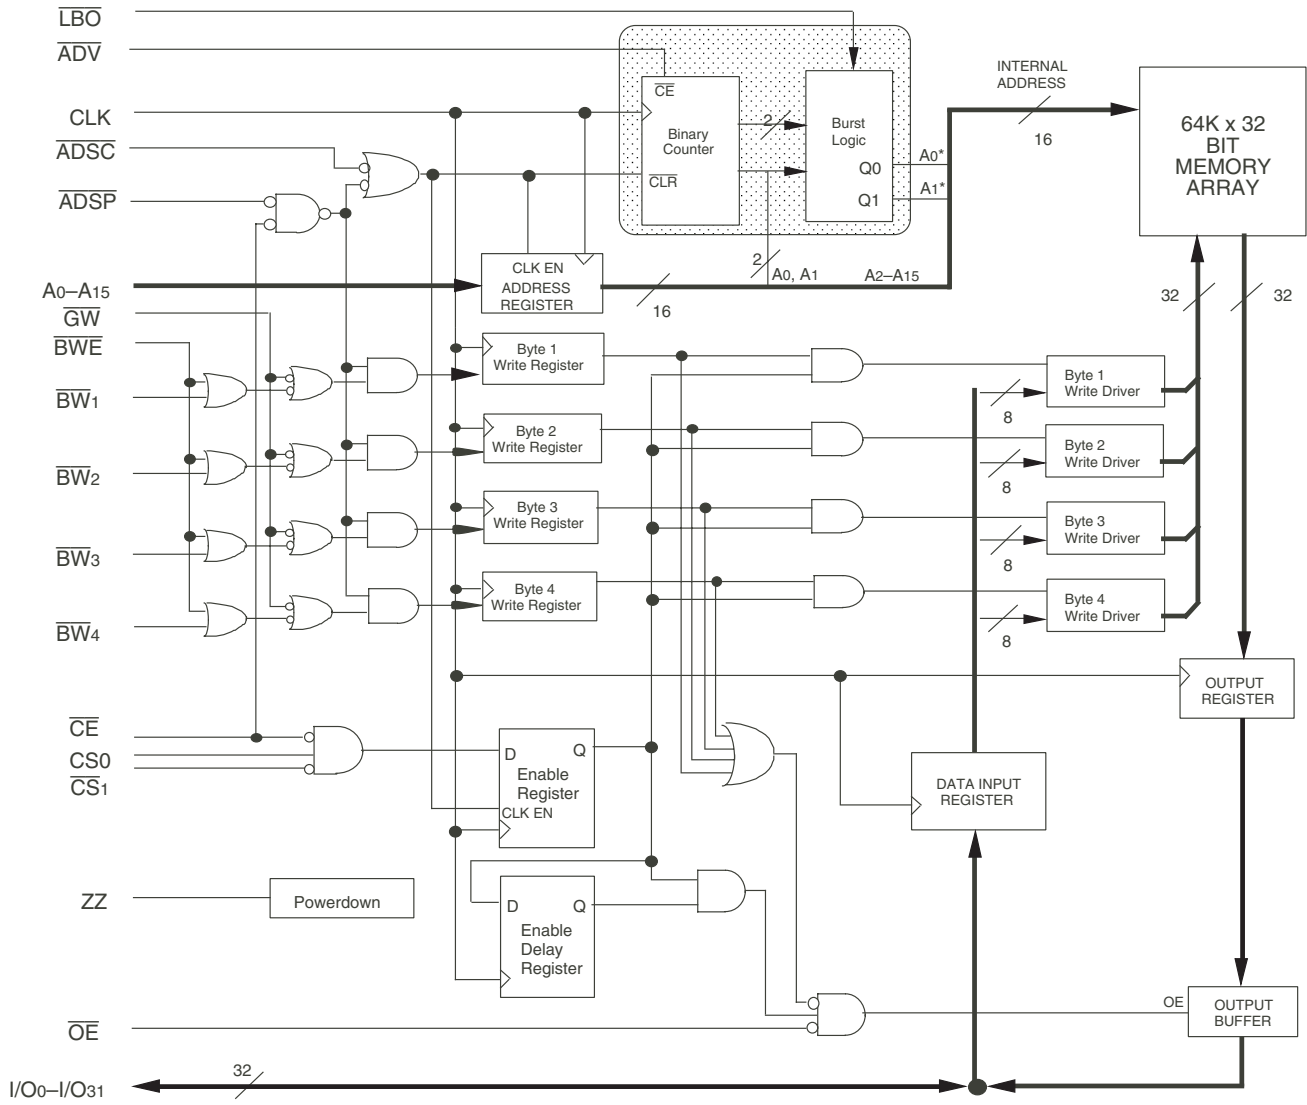 LBO
ADV
CLK
ADSC
ADSP
A0–A15
GW
BWE
BW1
BW2
BW3
BW4
CE
CS0
CS1
ZZ
OE
I/O0–I/O31
32
CE
Binary
Counter
CLR
2
Burst
Logic
Q0
Q1
A0*
A1*
2
A0, A1
A2–A15
INTERNAL
ADDRESS
16
64K x 32
BIT
MEMORY
ARRAY
CLK EN
ADDRESS
REGISTER
16
32
32
Byte 1
Write Register
Byte 2
Write Register
Byte 3
Write Register
Byte 4
Write Register
Byte 1
Write Driver
8
Byte 2
Write Driver
8
Byte 3
Write Driver
8
Byte 4
Write Driver
8
OUTPUT
REGISTER
D
Q
Enable
Register
CLK EN
DATA INPUT
REGISTER
Powerdown
D
Q
Enable
Delay
Register
OE
OUTPUT
BUFFER